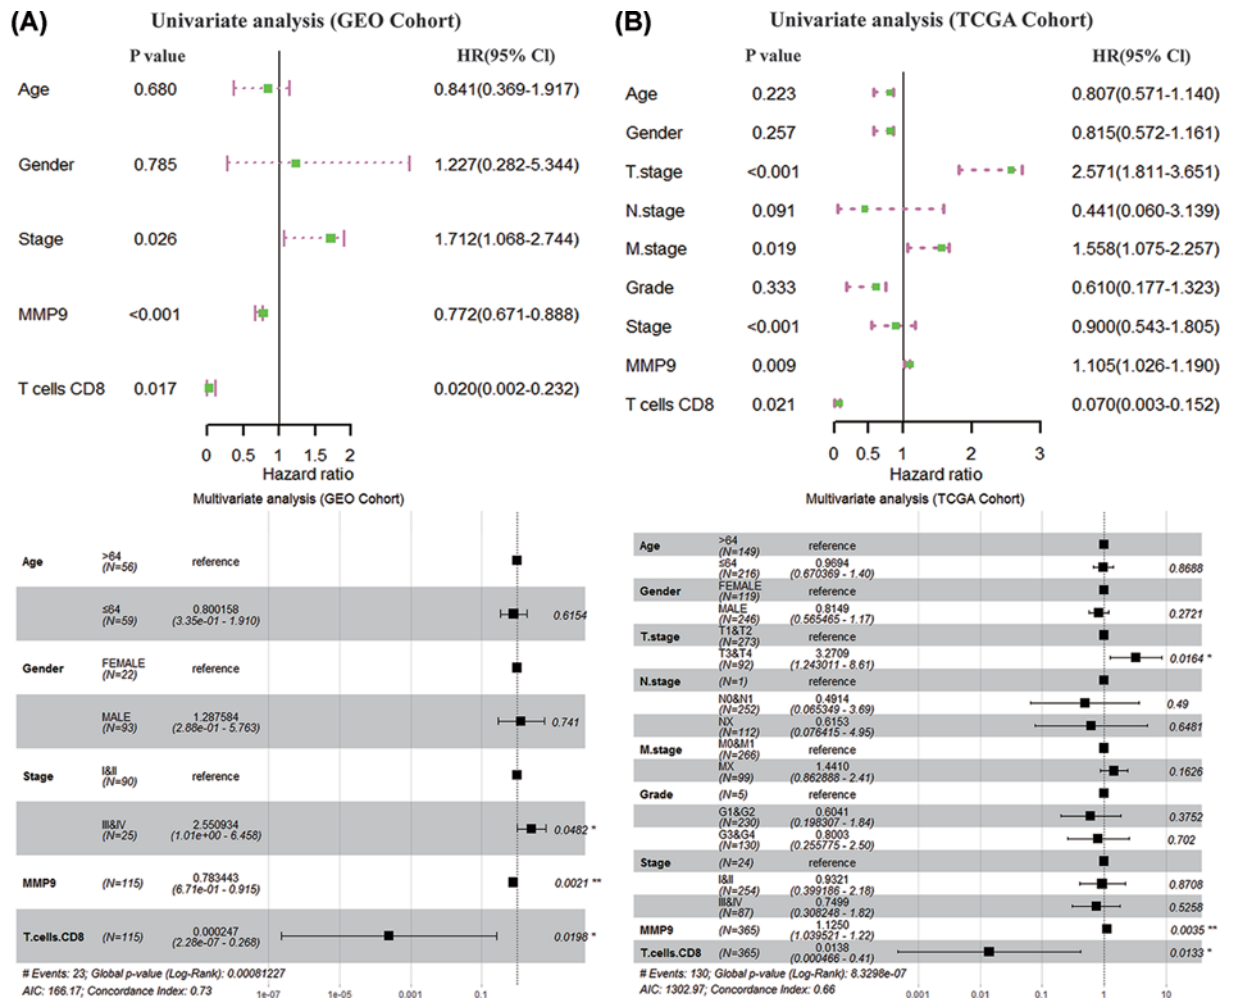 (A) Univariate analysis (GEO Cohort)
P value HR(95% CI)
Age 0.680 0.841(0.369-1.917)
Gender 0.785 1.227(0.282-5.344)
Stage 0.026 1.712(1.068-2.744)
MMP9 <0.001 0.772(0.671-0.888)
T cells CD8 0.017 0.020(0.002-0.232)
0 0.5 1 1.5 2
Hazard ratio
(B) Univariate analysis (TCGA Cohort)
P value HR(95% CI)
Age 0.223 0.807(0.571-1.140)
Gender 0.257 0.815(0.572-1.161)
T.stage <0.001 2.571(1.811-3.651)
N.stage 0.091 0.441(0.060-3.139)
M.stage 0.019 1.558(1.075-2.257)
Grade 0.333 0.610(0.177-1.323)
Stage <0.001 0.900(0.543-1.805)
MMP9 0.009 1.105(1.026-1.190)
T cells CD8 0.021 0.070(0.003-0.152)
0 0.5 1 2 3
Hazard ratio
Multivariate analysis (GEO Cohort)
Age >64 reference
(N=56)
≤64 0.800158 0.6154
(N=59) (3.35e-01 - 1.910)
Gender FEMALE reference
(N=22)
MALE 1.287584 0.741
(N=93) (2.88e-01 - 5.763)
Stage I&II reference
(N=90)
III&IV 2.550934 0.0482 *
(N=25) (1.01e+00 - 6.458)
MMP9 (N=115) 0.783443 0.0021 **
(6.71e-01 - 0.915)
T.cells.CD8 (N=115) 0.000247 0.0198 *
(2.28e-07 - 0.268)
# Events: 23; Global p-value (Log-Rank): 0.00081227
AIC: 166.17; Concordance Index: 0.73
1e-07 1e-05 0.001 0.1
Multivariate analysis (TCGA Cohort)
Age >64 reference
(N=149)
≤64 0.9694 0.8688
(N=216) (0.670369 - 1.40)
Gender FEMALE reference
(N=119)
MALE 0.8149 0.2721
(N=246) (0.565465 - 1.17)
T.stage T1&T2 reference
(N=273)
T3&T4 3.2709 0.0164 *
(N=92) (1.243011 - 8.61)
N.stage (N=1) reference
N0&N1 0.4914 0.49
(N=252) (0.065349 - 3.69)
NX 0.6153 0.6481
(N=112) (0.076415 - 4.95)
M.stage M0&M1 reference
(N=266)
MX 1.4410 0.1626
(N=99) (0.862888 - 2.41)
Grade (N=5) reference
G1&G2 0.6041 0.3752
(N=230) (0.198307 - 1.84)
G3&G4 0.8003 0.702
(N=130) (0.255775 - 2.50)
Stage (N=24) reference
I&II 0.9321 0.8708
(N=254) (0.399186 - 2.18)
III&IV 0.7499 0.5258
(N=87) (0.308248 - 1.82)
MMP9 (N=365) 1.1250 0.0035 **
(1.039521 - 1.22)
T.cells.CD8 (N=365) 0.0138 0.0133 *
(0.000466 - 0.41)
# Events: 130; Global p-value (Log-Rank): 8.3298e-07
AIC: 1302.97; Concordance Index: 0.66
0.001 0.01 0.1 1 10